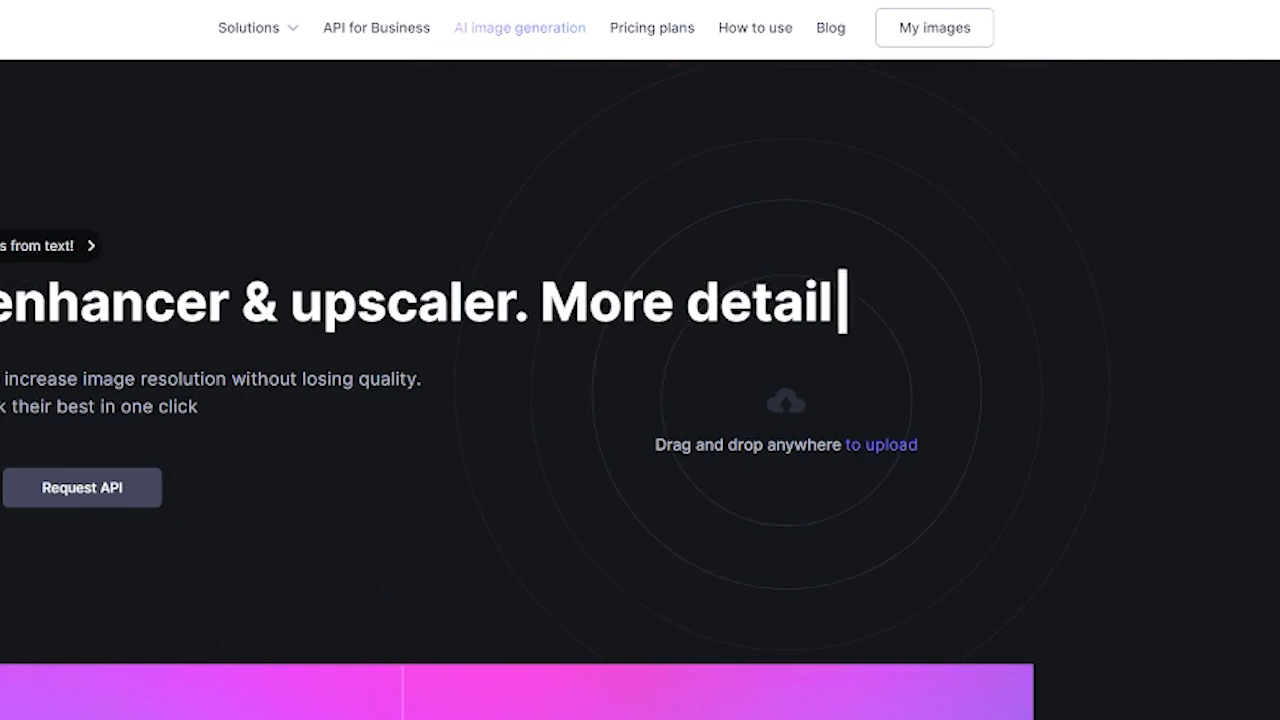 Solutions API for Business AI image generation Pricing plans How to use Blog My images
s from text!
enhancer & upscaler. More detail
increase image resolution without losing quality.
k their best in one click
Drag and drop anywhere to upload
Request API